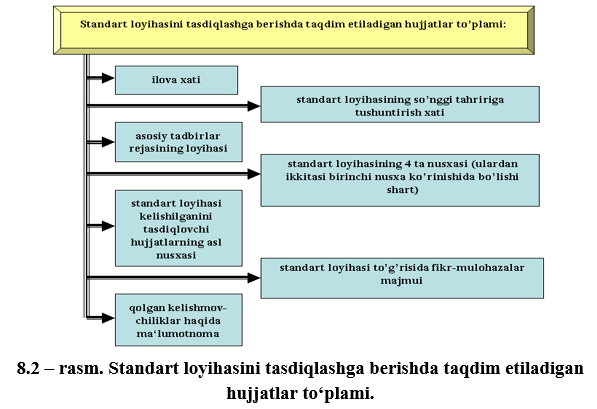 Standart loyihasini tasdiqlashga berishda taqdim etiladigan hujjatlar to’plami:
ilova xati
standart loyihasining so’nggi tahririga
tushuntirish xati
asosiy tadbirlar
rejasining loyihasi
standart loyihasining 4 ta nusxasi (ulardan
ikkitasi birinchi nusxa ko’rinishida bo’lishi
shart)
standart loyihasi
kelishilganini
tasdiqlovchi
hujjatlarning asl
nusxasi
standart loyihasi to’g’risida fikr-mulohazalar
majmui
qolgan kelishmov-
chiliklar haqida
ma‘lumotnoma
8.2 – rasm. Standart loyihasini tasdiqlashga berishda taqdim etiladigan
hujjatlar to‘plami.